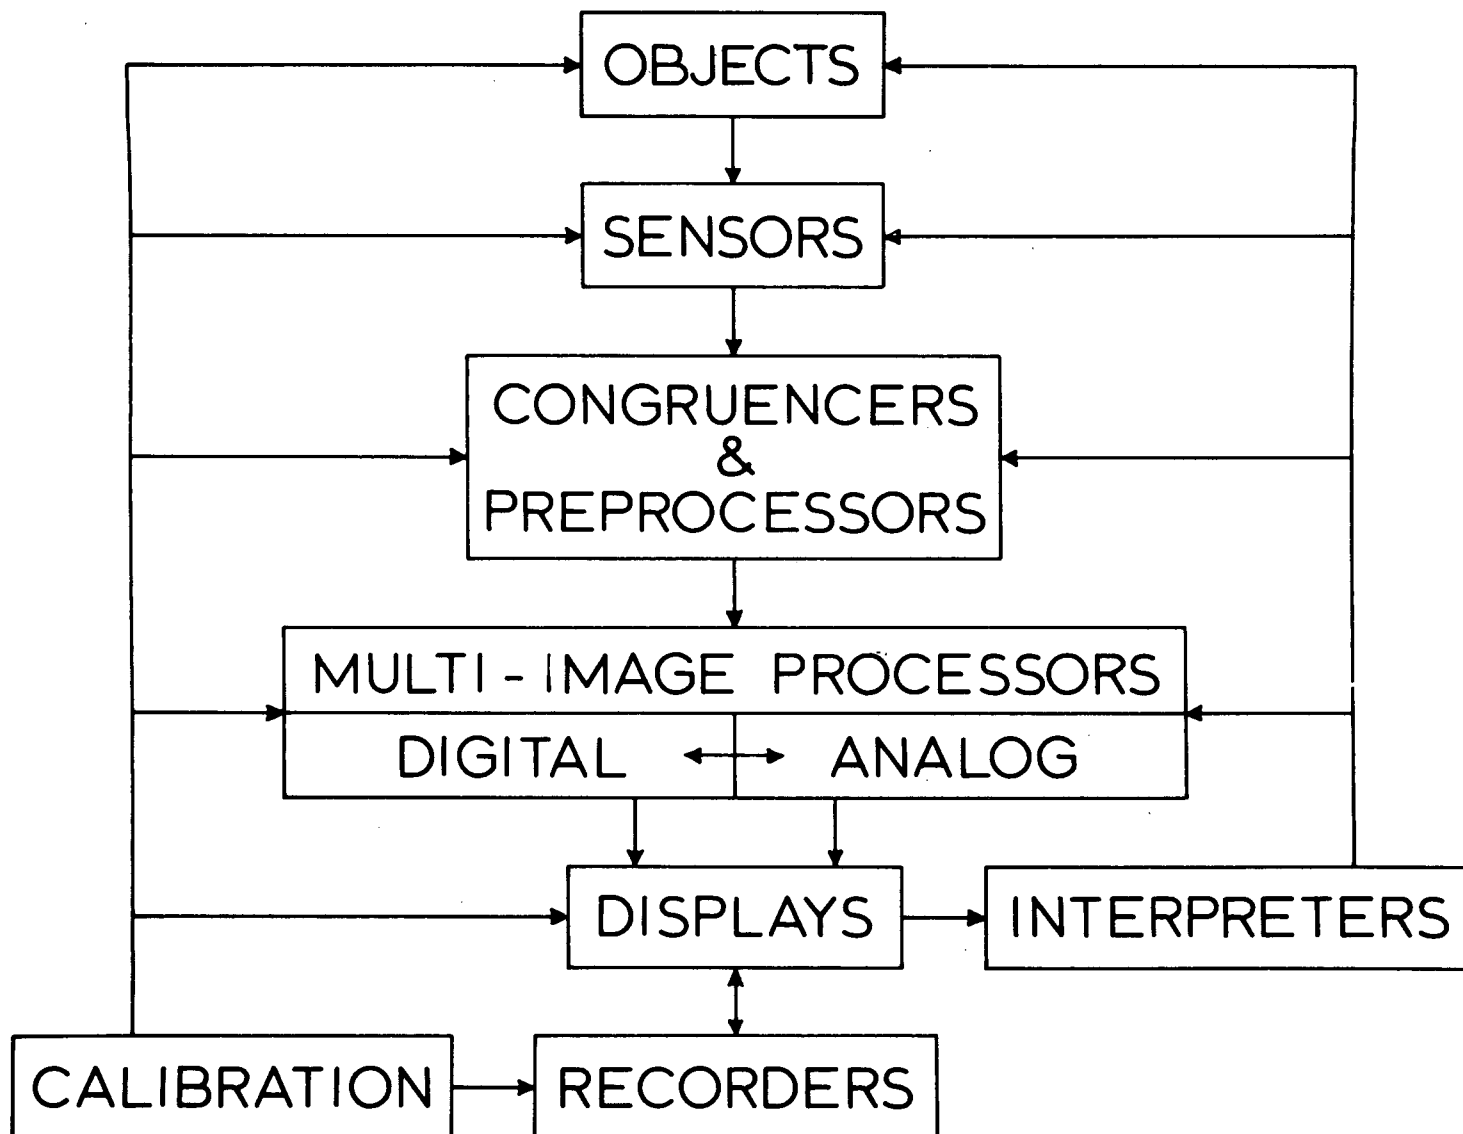 OBJECTS
SENSORS
CONGRUENCERS
&
PREPROCESSORS
MULTI-IMAGE PROCESSORS
DIGITAL
ANALOG
DISPLAYS
INTERPRETERS
CALIBRATION
RECORDERS